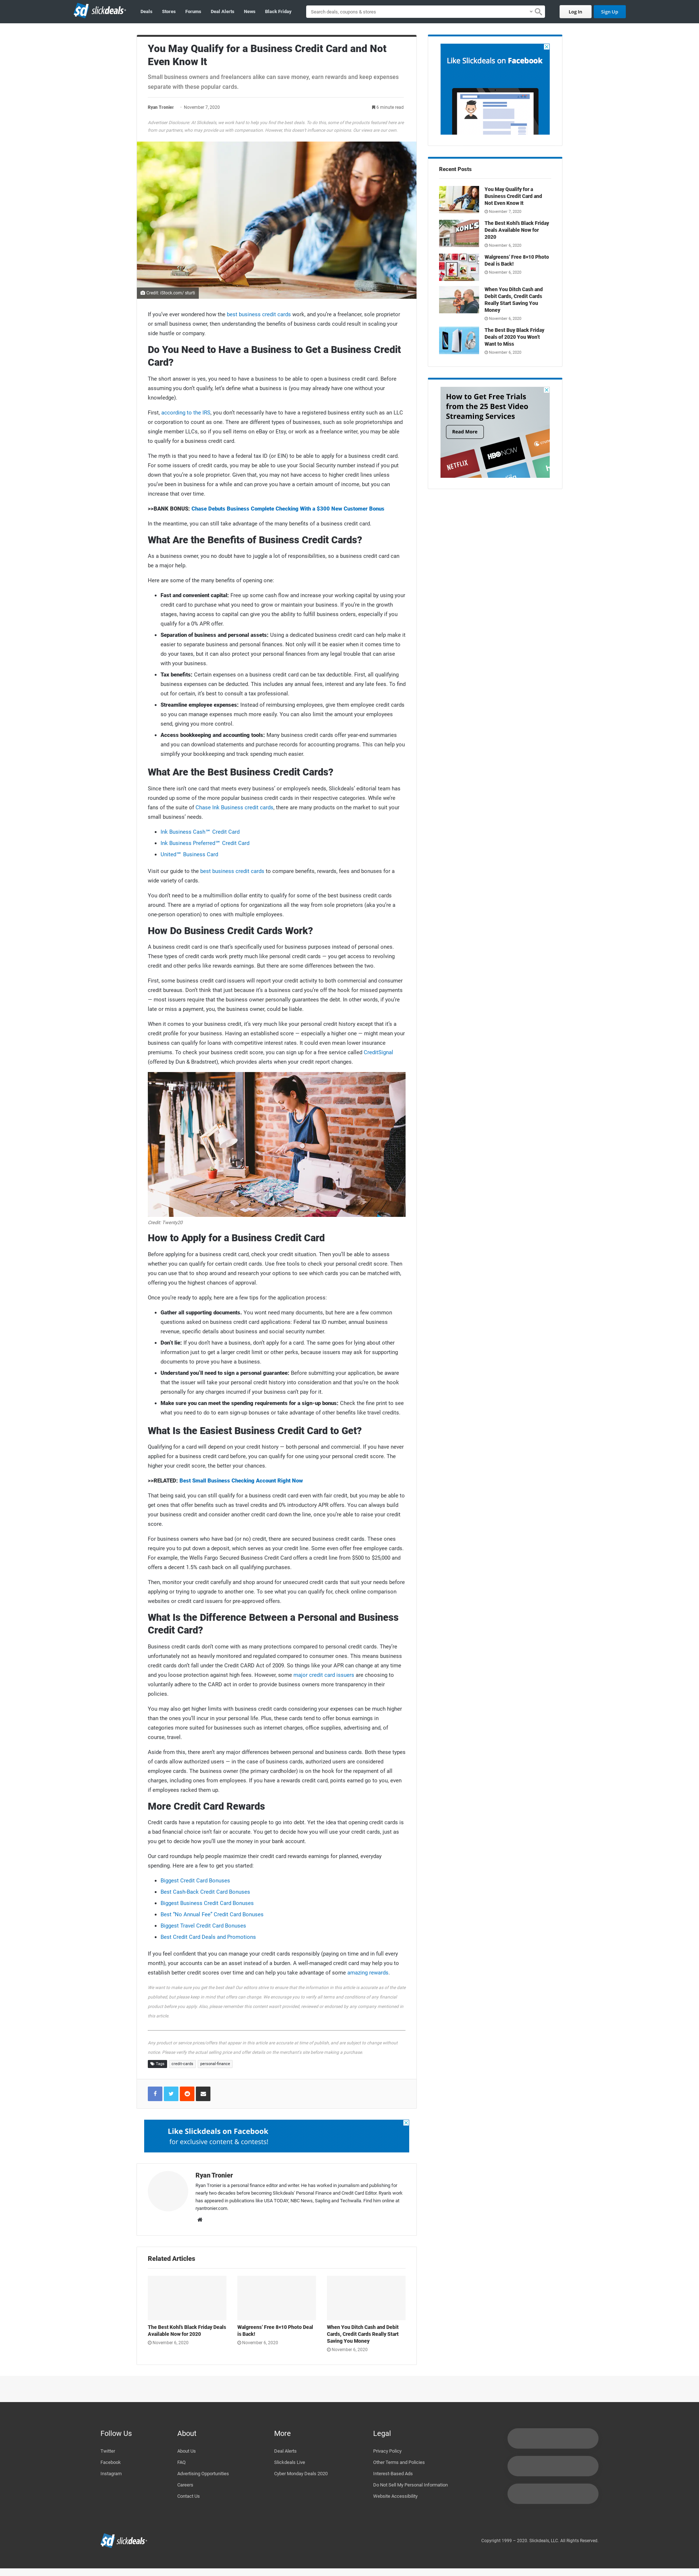 slickdeals
Deals Stores Forums Deal Alerts News Black Friday
Search deals, coupons & stores
Log In Sign Up
You May Qualify for a Business Credit Card and Not
Even Know It
Small business owners and freelancers alike can save money, earn rewards and keep expenses
separate with these papular cards.
Ryan Tronier November 7, 2020 6 minute read
Advertiser Disclosure: At Slickdeals, we work hard to help you find the best deals. To do this, some of the products featured here are
from our partners, who may provide us with compensation. However, this doesn't influence our opinions. Our views are our own.
Credit: iStock.com/
If you've ever wondered how the best business credit cards work, and you're a freelancer, sole proprietor
or small business owner, then understanding the benefits of business cards could result in scaling your
side hustle or company.
Do You Need to Have a Business to Get a Business Credit
Card?
The short answer is yes, you need to have a business to be able to open a business credit card. Before
assuming you don't qualify, let's define what a business is (you may already have one without your
knowledge).
First, according to the IRS, you don't necessarily have to have a registered business entity such as an LLC
or corporation to count as one. There are different types of businesses, such as sole proprietorships and
single member LLCs, so if you sell items on eBay or Etsy, or work as a freelance writer, you may be able
to qualify for a business credit card.
The myth is that you need to have a federal tax ID (or EIN) to be able to apply for a business credit card.
For some issuers of credit cards, you may be able to use your Social Security number instead if you put
down that you're a sole proprietor. Given that, you may not have access to higher credit lines unless
you've been in business for a while and can prove you have a certain amount of income, but you can
increase that over time.
>>BANK BONUS: Chase Debuts Business Complete Checking With a $300 New Customer Bonus
In the meantime, you can still take advantage of the many benefits of a business credit card.
What Are the Benefits of Business Credit Cards?
As a business owner, you no doubt have to juggle a lot of responsibilities, so a business credit card can
be a major help.
Here are some of the many benefits of opening one:
• Fast and convenient capital: Free up some cash flow and increase your working capital by using your
credit card to purchase what you need to grow or maintain your business. If you're in the growth
stages, having access to capital can give you the ability to fulfill business orders, especially if you
qualify for a 0% APR offer.
• Separation of business and personal assets: Using a dedicated business credit card can help make it
easier to separate business and personal finances. Not only will it be easier when it comes time to
do your taxes, but it can also protect your personal finances from any legal trouble that can arise
with your business.
• Tax benefits: Certain expenses on a business credit card can be tax deductible. First, all qualifying
business expenses can be deducted. This includes any annual fees, interest and any late fees. To find
out for certain, it's best to consult a tax professional.
• Streamline employee expenses: Instead of reimbursing employees, give them employee credit cards
so you can manage expenses much more easily. You can also limit the amount your employees
send, giving you more control.
• Access bookkeeping and accounting tools: Many business credit cards offer year-end summaries
and you can download statements and purchase records for accounting programs. This can help you
simplify your bookkeeping and track spending much easier.
What Are the Best Business Credit Cards?
Since there isn't one card that meets every business' or employee's needs, Slickdeals' editorial team has
rounded up some of the more popular business credit cards in their respective categories. While we're
fans of the suite of Chase Ink Business credit cards, there are many products on the market to suit your
small business' needs.
• Ink Business Cash℠ Credit Card
• Ink Business Preferred℠ Credit Card
• United℠ Business Card
Visit our guide to the best business credit cards to compare benefits, rewards, fees and bonuses for a
wide variety of cards.
You don't need to be a multimillion dollar entity to qualify for some of the best business credit cards
around. There are a myriad of options for organizations all the way from sole proprietors (aka you're a
one-person operation) to ones with multiple employees.
How Do Business Credit Cards Work?
A business credit card is one that's specifically used for business purposes instead of personal ones.
These types of credit cards work pretty much like personal credit cards — you get access to revolving
credit and other perks like rewards earnings. But there are some differences between the two.
First, some business credit card issuers will report your credit activity to both commercial and consumer
credit bureaus. Don't think that just because it's a business card you're off the hook for missed payments
— most issuers require that the business owner personally guarantees the debt. In other words, if you're
late or miss a payment, you, the business owner, could be liable.
When it comes to your business credit, it's very much like your personal credit history except that it's a
credit profile for your business. Having an established score — especially a higher one — might mean your
business can qualify for loans with competitive interest rates. It could even mean lower insurance
premiums. To check your business credit score, you can sign up for a free service called CreditSignal
(offered by Dun & Bradstreet), which provides alerts when your credit report changes.
Credit: Twenty20
How to Apply for a Business Credit Card
Before applying for a business credit card, check your credit situation. Then you'll be able to assess
whether you can qualify for certain credit cards. Use free tools to check your personal credit score. Then
you can use that to shop around and research your options to see which cards you can be matched with,
offering you the highest chances of approval.
Once you're ready to apply, here are a few tips for the application process:
• Gather all supporting documents. You wont need many documents, but here are a few common
questions asked on business credit card applications: Federal tax ID number, annual business
revenue, specific details about business and social security number.
• Don't lie: If you don't have a business, don't apply for a card. The same goes for lying about other
information just to get a larger credit limit or other perks, because issuers may ask for supporting
documents to prove you have a business.
• Understand you'll need to sign a personal guarantee: Before submitting your application, be aware
that the issuer will take your personal credit history into consideration and that you're on the hook
personally for any charges incurred if your business can't pay for it.
• Make sure you can meet the spending requirements for a sign-up bonus: Check the fine print to see
what you need to do to earn sign-up bonuses or take advantage of other benefits like travel credits.
What Is the Easiest Business Credit Card to Get?
Qualifying for a card will depend on your credit history — both personal and commercial. If you have never
applied for a business credit card before, you can qualify for one using your personal credit score. The
higher your credit score, the better your chances.
>>RELATED: Best Small Business Checking Account Right Now
That being said, you can still qualify for a business credit card even with fair credit, but you may be able to
get ones that offer benefits such as travel credits and 0% introductory APR offers. You can always build
your business credit and consider another credit card down the line, once you're able to raise your credit
score.
For business owners who have bad (or no) credit, there are secured business credit cards. These ones
require you to put down a deposit, which serves as your credit line. Some even offer free employee cards.
For example, the Wells Fargo Secured Business Credit Card offers a credit line from $500 to $25,000 and
offers a decent 1.5% cash back on all qualifying purchases.
Then, monitor your credit carefully and shop around for unsecured credit cards that suit your needs before
applying or trying to upgrade to another one. To see what you can qualify for, check online comparison
websites or credit card issuers for pre-approved offers.
What Is the Difference Between a Personal and Business
Credit Card?
Business credit cards don't come with as many protections compared to personal credit cards. They're
unfortunately not as heavily monitored and regulated compared to consumer ones. This means business
credit cards don't fall under the Credit CARD Act of 2009. So things like your APR can change at any time
and you loose protection against high fees. However, some major credit card issuers are choosing to
voluntarily adhere to the CARD act in order to provide business owners more transparency in their
policies.
You may also get higher limits with business credit cards considering your expenses can be much higher
than the ones you'll incur in your personal life. Plus, these cards tend to offer bonus earnings in
categories more suited for businesses such as internet charges, office supplies, advertising and, of
course, travel.
Aside from this, there aren't any major differences between personal and business cards. Both these types
of cards allow authorized users — in the case of business cards, authorized users are considered
employee cards. The business owner (the primary cardholder) is on the hook for the repayment of all
charges, including ones from employees. If you have a rewards credit card, points earned go to you, even
if employees racked them up.
More Credit Card Rewards
Credit cards have a reputation for causing people to go into debt. Yet the idea that opening credit cards is
a bad financial choice isn't fair or accurate. You get to decide how you will use your credit cards, just as
you get to decide how you'll use the money in your bank account.
Our card roundups help people maximize their credit card rewards earnings for planned, everyday
spending. Here are a few to get you started:
• Biggest Credit Card Bonuses
• Best Cash-Back Credit Card Bonuses
• Biggest Business Credit Card Bonuses
• Best "No Annual Fee" Credit Card Bonuses
• Biggest Travel Credit Card Bonuses
• Best Credit Card Deals and Promotions
If you feel confident that you can manage your credit cards responsibly (paying on time and in full every
month), your accounts can be an asset instead of a burden. A well-managed credit card may help you to
establish better credit scores over time and can help you take advantage of some amazing rewards.
We want to make sure you get the best deal! Our editors strive to ensure that the information in this article is accurate as of the date
published, but please keep in mind that offers can change. We encourage you to verify all terms and conditions of any financial
product before you apply. Also, please remember this content wasn't provided, reviewed or endorsed by any company mentioned in
this article.
Any product or service prices/offers that appear in this article are accurate at time of publish, and are subject to change without
notice. Please verify the actual selling price and offer details on the merchant's site before making a purchase.
Tags credit-cards personal finance
Like Slickdeals on Facebook
for exclusive content & contests!
Ryan Tronier
Ryan Tronier is a personal finance editor and writer. He has worked in journalism and publishing for
nearly two decades before becoming Slickdeals' Personal Finance and Credit Card Editor. Ryan's work
has appeared in publications like USA TODAY, NBC News, Sapling and Techwalla. Find him online at
ryantronier.com.
Related Articles
The Best Kohl's Black Friday Deals
Available Now for 2020
November 6, 2020
Walgreens' Free 8×10 Photo Deal
is Back!
November 6, 2020
When You Ditch Cash and Debit
Cards, Credit Cards Really Start
Saving You Money
November 6, 2020
Like Slickdeals on Facebook
Recent Posts
You May Qualify for a
Business Credit Card and
Not Even Know It
November 7, 2020
KOHL'S
The Best Kohl's Black Friday
Deals Available Now for
2020
November 6, 2020
Walgreens' Free 8×10 Photo
Deal is Back!
November 6, 2020
When You Ditch Cash and
Debit Cards, Credit Cards
Really Start Saving You
Money
November 6, 2020
The Best Buy Black Friday
Deals of 2020 You Won't
Want to Miss
November 6, 2020
How to Get Free Trials
from the 25 Best Video
Streaming Services
Read More
NETFLIX
HBO NOW
Follow Us
Twitter
Facebook
Instagram
About
About Us
FAQ
Advertising Opportunities
Careers
Contact Us
More
Deal Alerts
Slickdeals Live
Cyber Monday Deals 2020
Legal
Privacy Policy
Other Terms and Policies
Interest-Based Ads
Do Not Sell My Personal Information
Website Accessibility
slickdeals
Copyright 1999 – 2020. Slickdeals, LLC. All Rights Reserved.